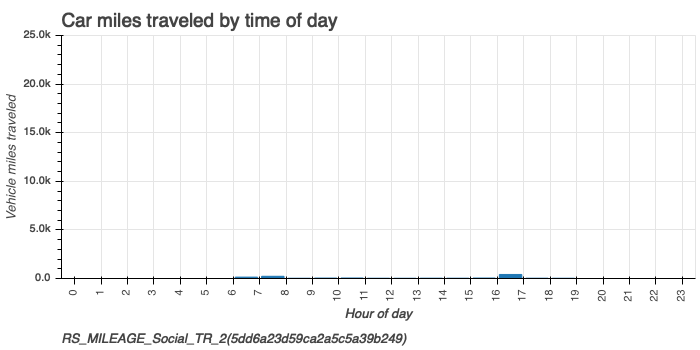 Car miles traveled by time of day
25.0k
20.0k
15.0k
10.0k
5.0k
0.0
Vehicle miles traveled
0 1 2 3 4 5 6 7 8 9 10 11 12 13 14 15 16 17 18 19 20 21 22 23
Hour of day
RS_MILEAGE_Social_TR_2(5dd6a23d59ca2a5c5a39b249)